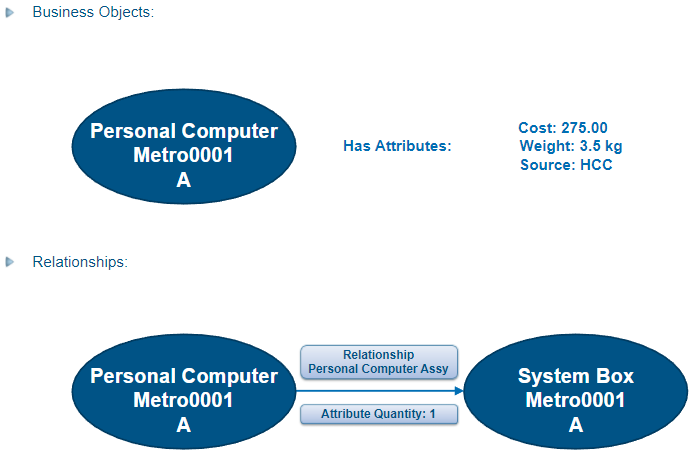 Business Objects:
Personal Computer
Metro0001
A
Has Attributes:
Cost: 275.00
Weight: 3.5 kg
Source: HCC
Relationships:
Personal Computer
Metro0001
A
Relationship
Personal Computer Assy
Attribute Quantity: 1
System Box
Metro0001
A